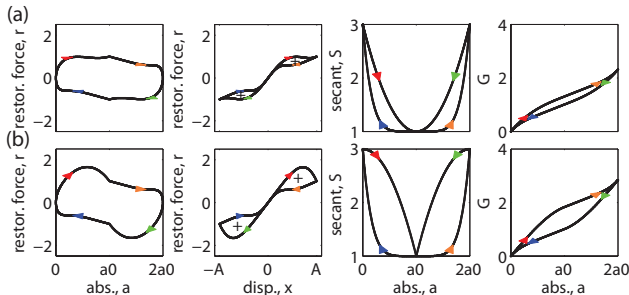 (a)
restor. force, r
2
0
−2
restor. force, r
2
0
−2
+
+
secant, S
3
2
1
G
4
2
0
(b)
restor. force, r
2
0
−2
0
a0
2a0
abs., a
restor. force, r
2
0
−2
+
+
−A
0
A
disp., x
secant, S
3
2
1
0
a0
2a0
abs., a
G
4
2
0
0
a0
2a0
abs., a